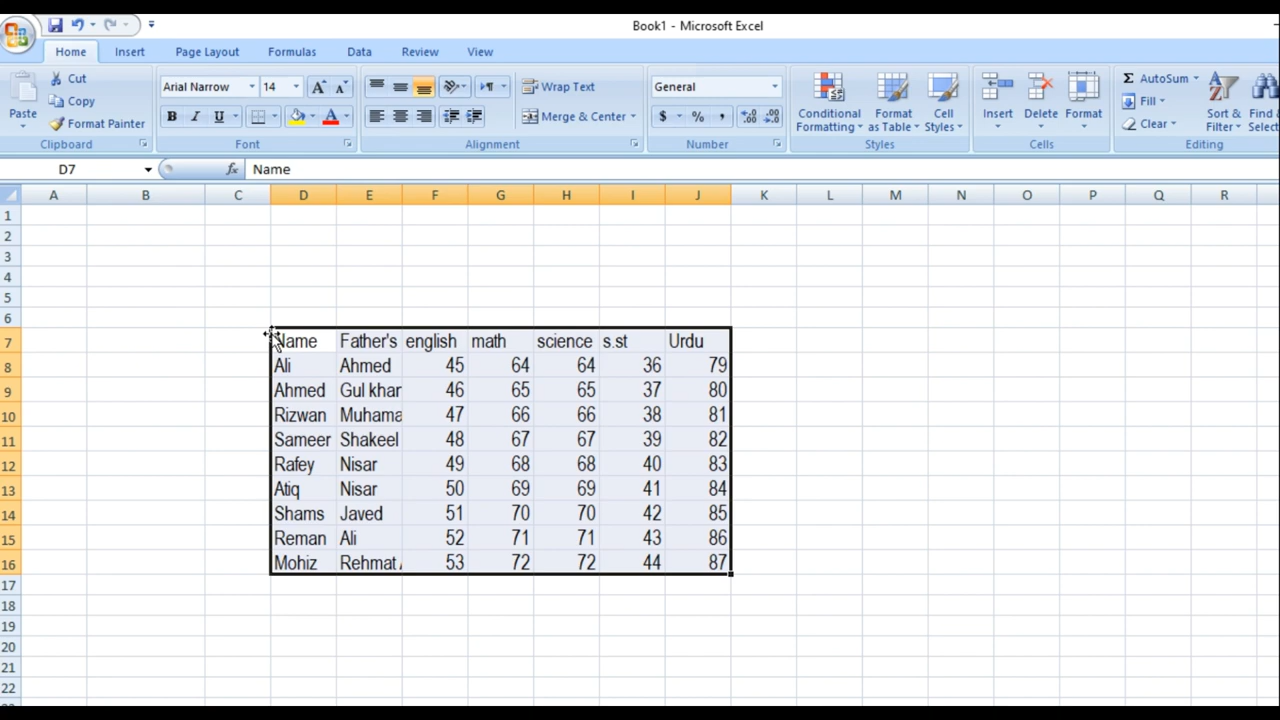 Book1 - Microsoft Excel
Home Insert Page Layout Formulas Data Review View
Paste
Cut
Copy
Format Painter
Clipboard
Arial Narrow 14
B I U
Font
Wrap Text
Merge & Center
Alignment
General
$ % ,
Number
Conditional Formatting
Format as Table
Cell Styles
Styles
Insert Delete Format
Cells
Σ AutoSum
Fill
Clear
Sort & Filter
Find &
Editing
D7 fx Name
A B C D E F G H I J K L M N O P Q R
1
2
3
4
5
6
7 Name Father's english math science s.st Urdu
8 Ali Ahmed 45 64 64 36 79
9 Ahmed Gul khar 46 65 65 37 80
10 Rizwan Muhama 47 66 66 38 81
11 Sameer Shakeel 48 67 67 39 82
12 Rafey Nisar 49 68 68 40 83
13 Atiq Nisar 50 69 69 41 84
14 Shams Javed 51 70 70 42 85
15 Reman Ali 52 71 71 43 86
16 Mohiz Rehmat 53 72 72 44 87
17
18
19
20
21
22